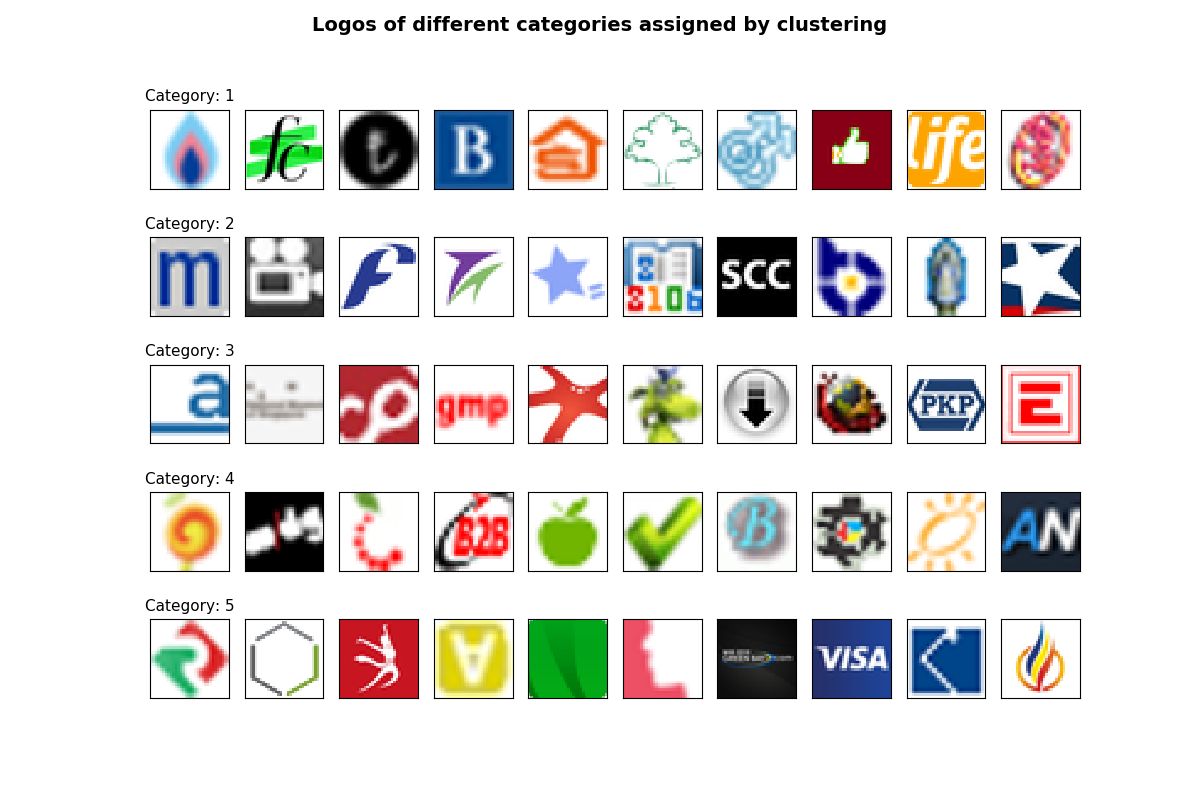 Logos of different categories assigned by clustering
Category: 1
fc
t
B
life
Category: 2
m
8
8106
SCC
b
Category: 3
a
gmp
PKP
E
Category: 4
B2B
B
AN
Category: 5
A
VISA